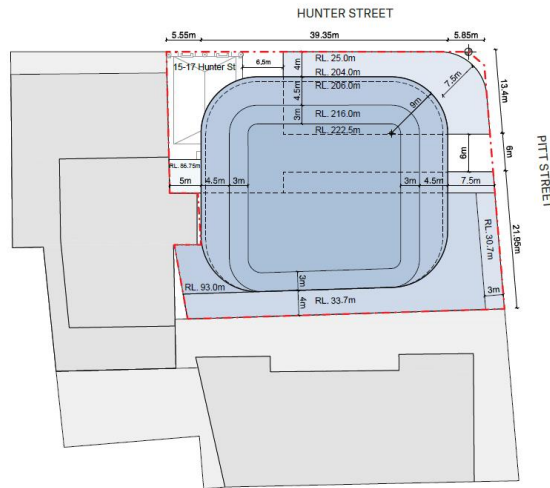 HUNTER STREET
5.55m 39.35m 5.85m
15-17 Hunter St
6.5m
4m
RL. 25.0m
RL. 204.0m
RL. 206.0m
4.5m
7.5m
13.4m
9m
RL. 216.0m
3m
RL. 222.5m
PITT STREET
6m
6m
RL. 86.75m
5m 4.5m 3m
3m 4.5m 7.5m
RL. 30.7m
21.95m
3m
RL. 93.0m
4m
RL. 33.7m
3m